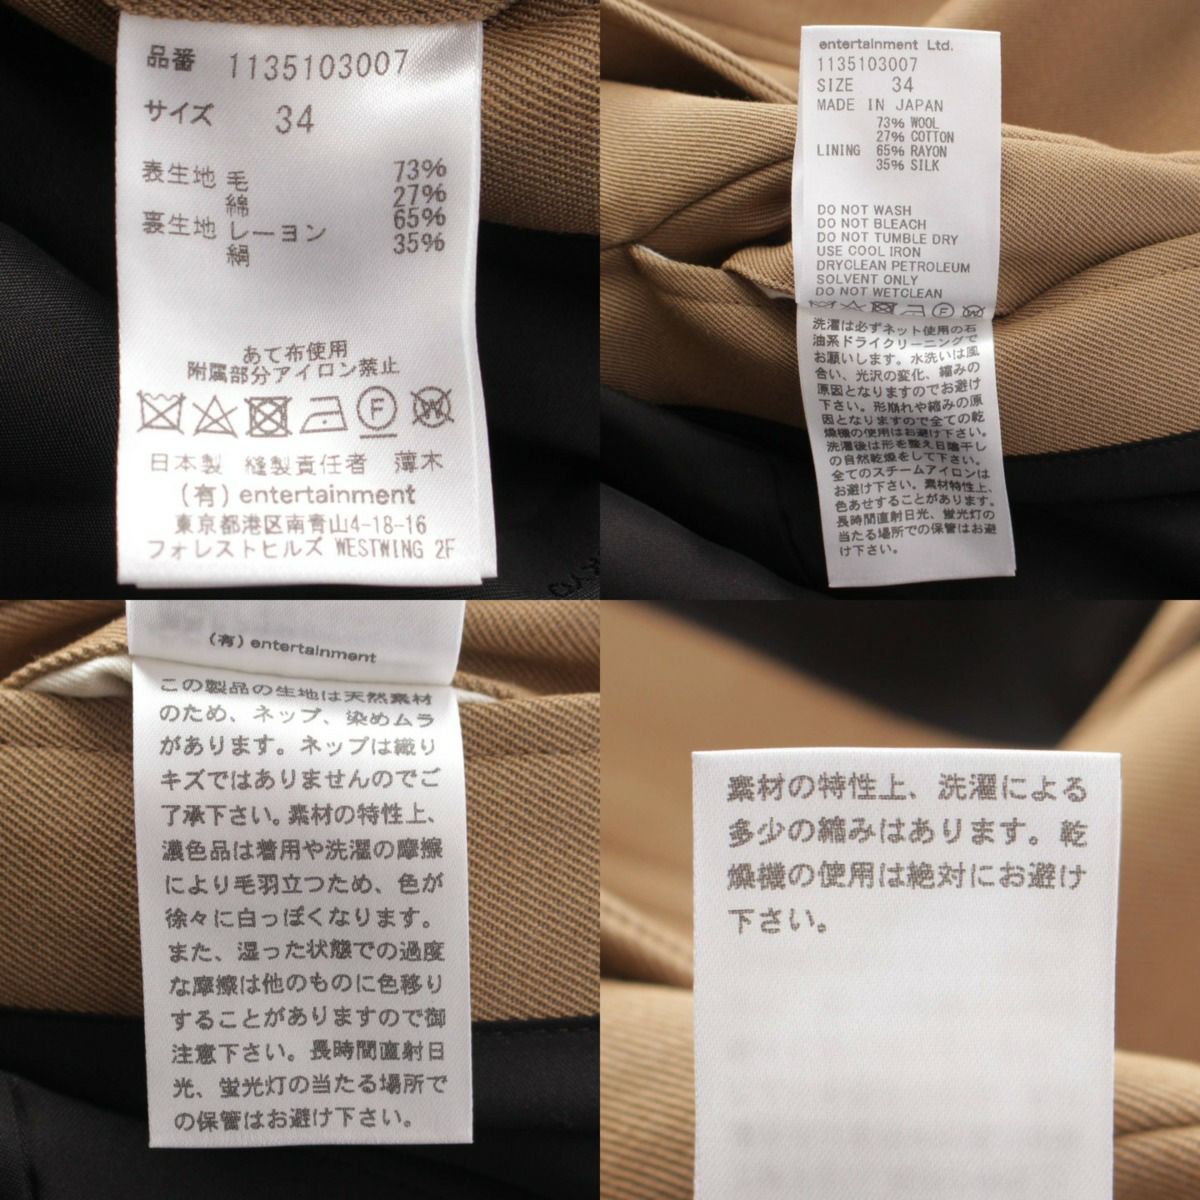 品番 1135103007
サイズ 34
表生地 毛 73%
綿 27%
裏生地 レーヨン 65%
絹 35%
あて布使用
附属部分アイロン禁止
F W
日本製 縫製責任者 薄木
(有) entertainment
東京都港区南青山4-18-16
フォレストヒルズ WESTWING 2F
entertainment Ltd.
1135103007
SIZE 34
MADE IN JAPAN
73% WOOL
27% COTTON
LINING 65% RAYON
35% SILK
DO NOT WASH
DO NOT BLEACH
DO NOT TUMBLE DRY
USE COOL IRON
DRYCLEAN PETROLEUM
SOLVENT ONLY
DO NOT WETCLEAN
洗濯は必ずネット使用の石
油系ドライクリーニングで
お願いします。水洗いは風
合い、光沢の変化、縮みの
原因となりますのでお避け
下さい。形崩れや縮みの原
因となりますので全ての乾
燥機の使用はお避け下さい。
洗濯後は形を整え日陰干し
の自然乾燥をして下さい。
全てのスチームアイロンは
お避け下さい。素材特性上、
色あせすることがあります。
長時間直射日光、蛍光灯の
当たる場所での保管はお避
け下さい。
(有) entertainment
この製品の生地は天然素材
のため、ネップ、染めムラ
があります。ネップは織り
キズではありませんのでご
了承下さい。素材の特性上、
濃色品は着用や洗濯の摩擦
により毛羽立つため、色が
徐々に白っぽくなります。
また、湿った状態での過度
な摩擦は他のものに色移り
することがありますので御
注意下さい。長時間直射日
光、蛍光灯の当たる場所で
の保管はお避け下さい。
素材の特性上、洗濯による
多少の縮みはあります。乾
燥機の使用は絶対にお避け
下さい。